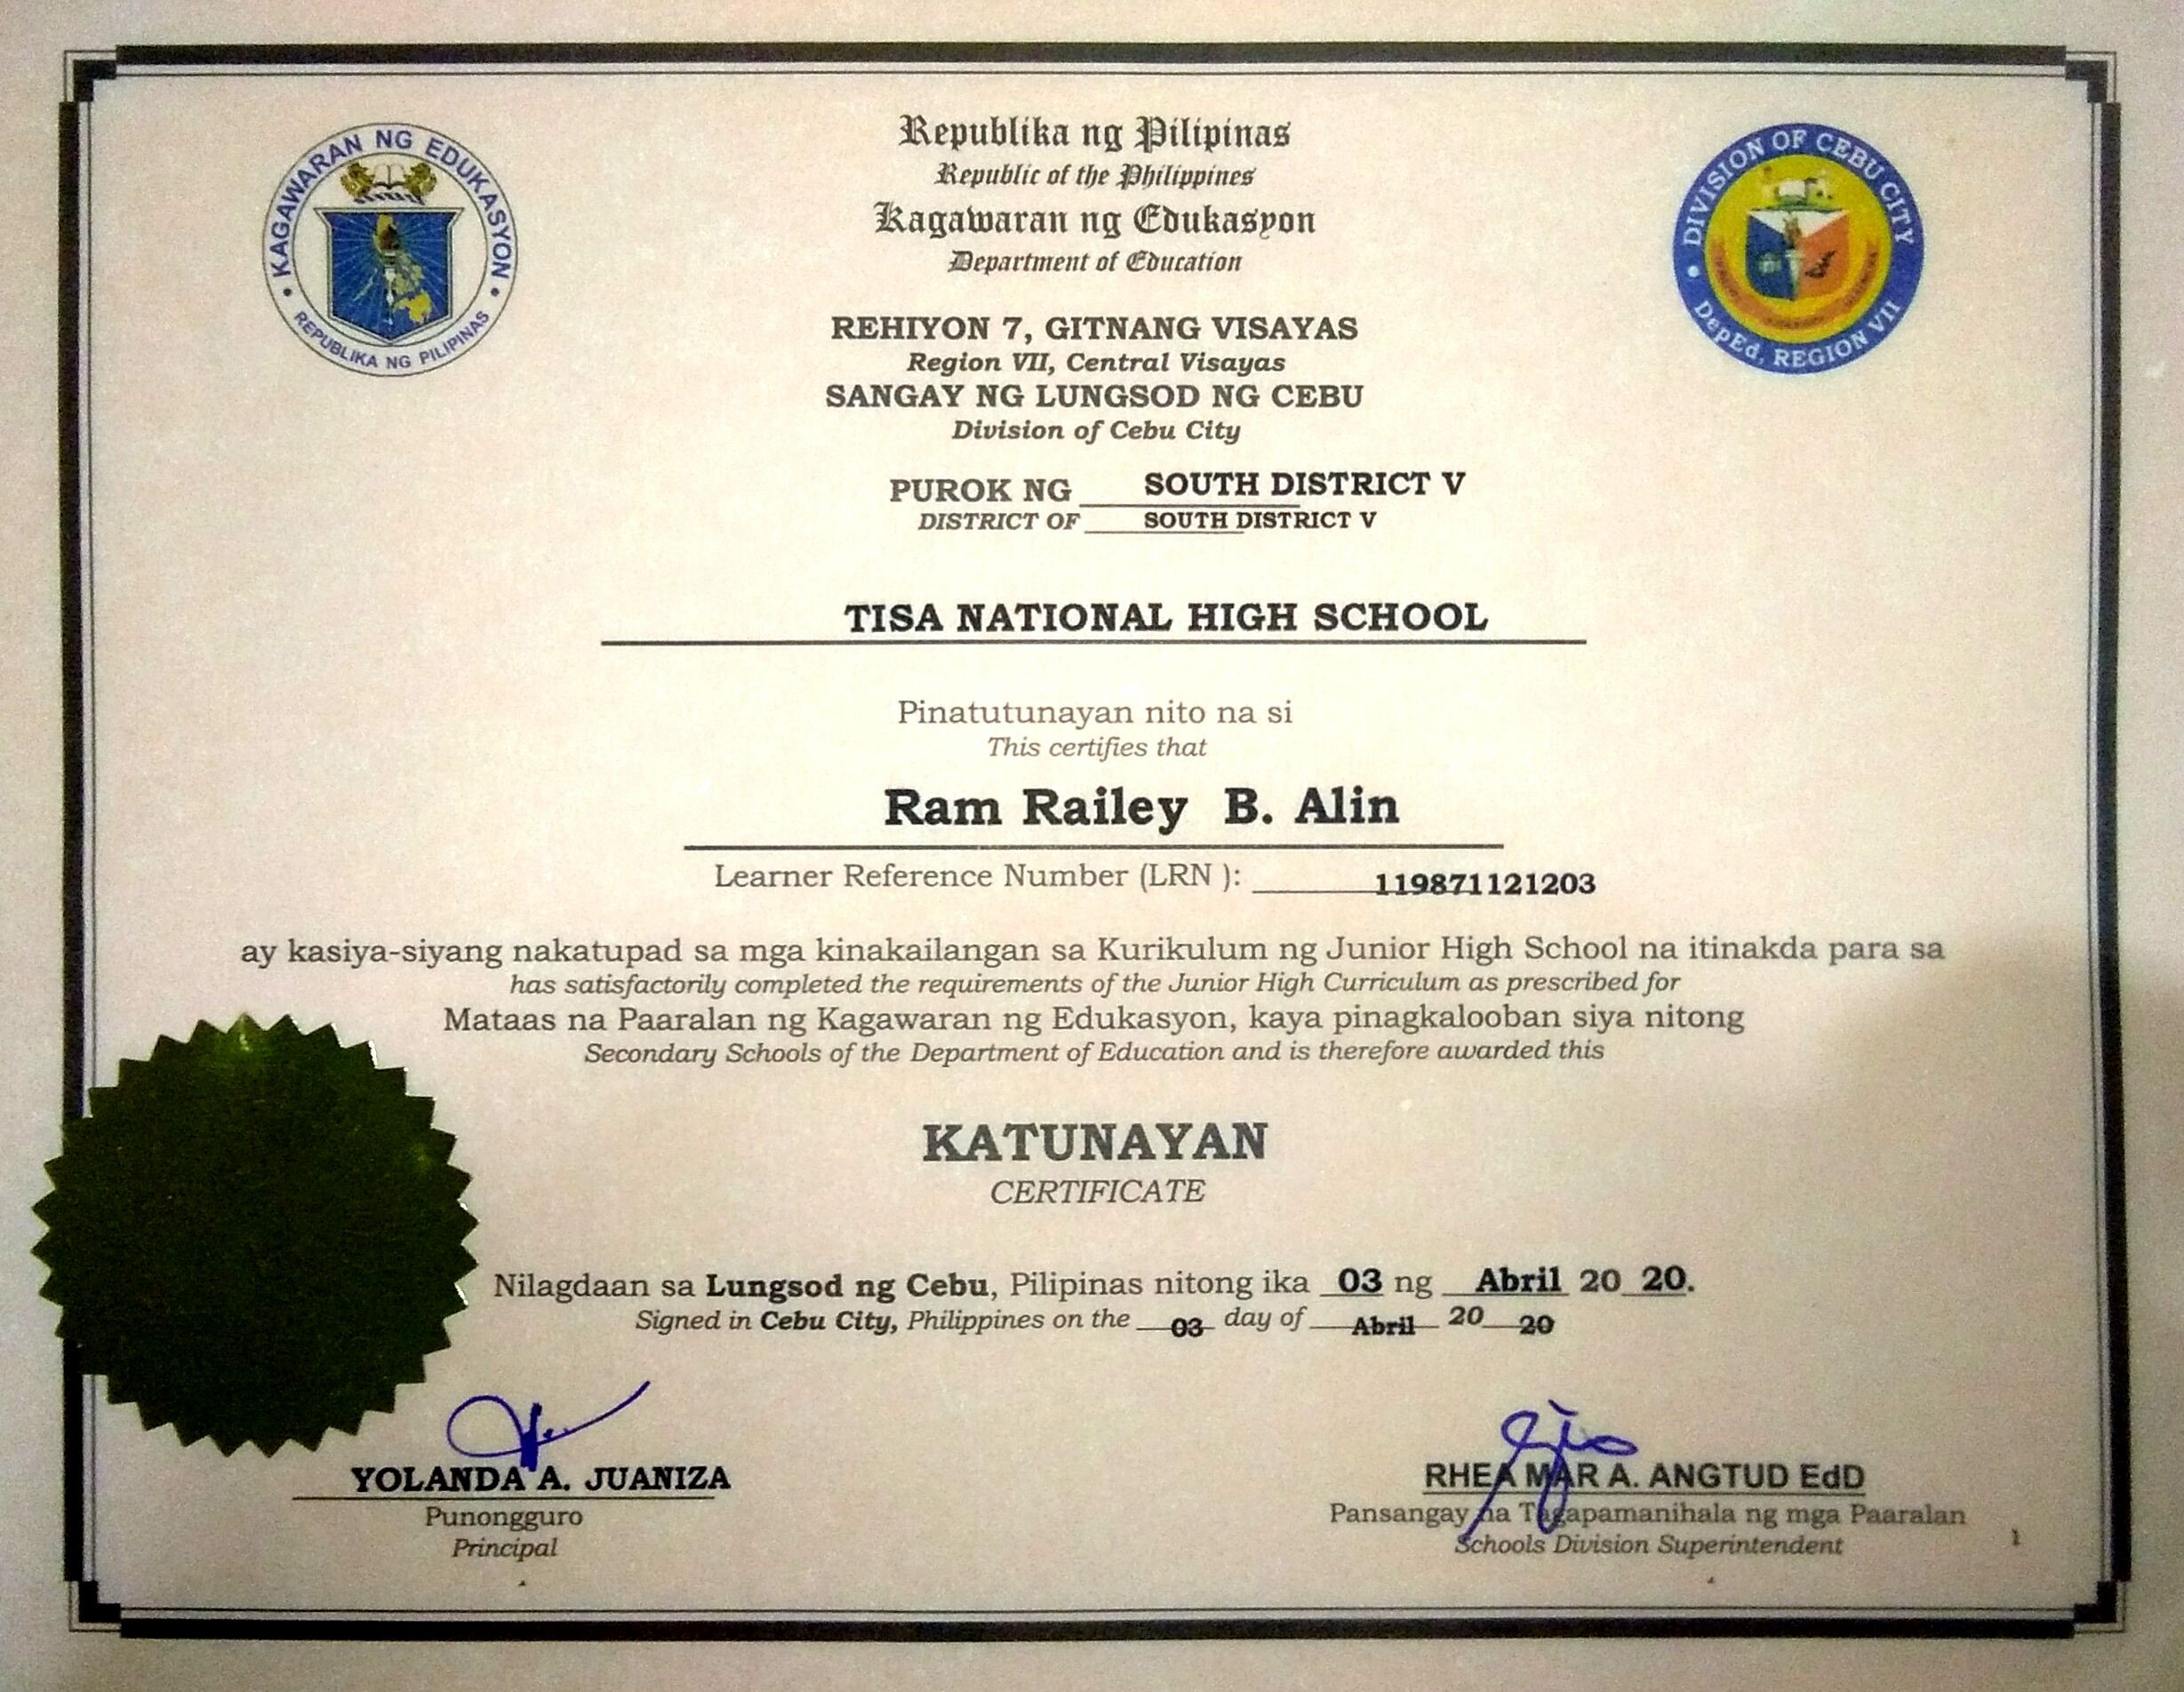 KAGAWARAN NG EDUKASYON
REPUBLIKA NG PILIPINAS
Republika ng Pilipinas
Republic of the Philippines
Kagawaran ng Edukasyon
Department of Education
DIVISION OF CEBU CITY
DepEd, REGION VII
REHIYON 7, GITNANG VISAYAS
Region VII, Central Visayas
SANGAY NG LUNGSOD NG CEBU
Division of Cebu City
PUROK NG SOUTH DISTRICT V
DISTRICT OF SOUTH DISTRICT V
TISA NATIONAL HIGH SCHOOL
Pinatutunayan nito na si
This certifies that
Ram Railey B. Alin
Learner Reference Number (LRN ): 119871121203
ay kasiya-siyang nakatupad sa mga kinakailangan sa Kurikulum ng Junior High School na itinakda para sa
has satisfactorily completed the requirements of the Junior High Curriculum as prescribed for
Mataas na Paaralan ng Kagawaran ng Edukasyon, kaya pinagkalooban siya nitong
Secondary Schools of the Department of Education and is therefore awarded this
KATUNAYAN
CERTIFICATE
Nilagdaan sa Lungsod ng Cebu, Pilipinas nitong ika 03 ng Abril 20 20.
Signed in Cebu City, Philippines on the 03 day of Abril 20 20
YOLANDA A. JUANIZA
Punongguro
Principal
RHEA MAR A. ANGTUD EdD
Pansangay na Tagapamanihala ng mga Paaralan
Schools Division Superintendent